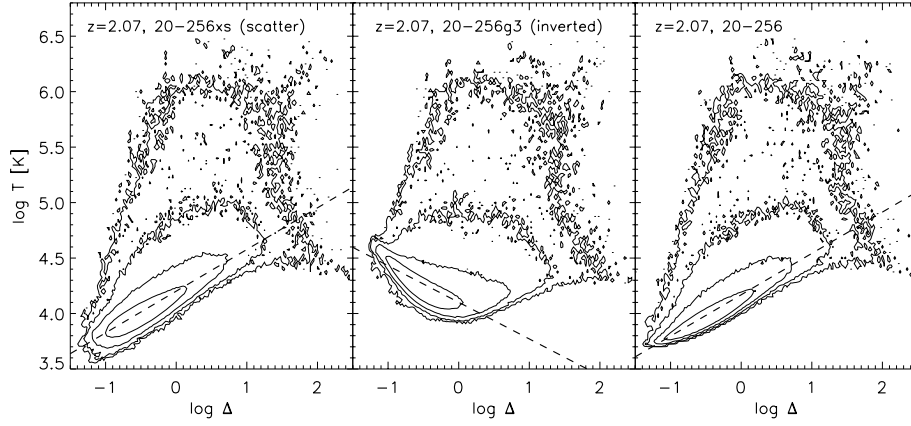 z=2.07, 20−256xs (scatter)
z=2.07, 20−256g3 (inverted)
z=2.07, 20−256
log T [K]
6.5
6.0
5.5
5.0
4.5
4.0
3.5
−1 0 1 2
−1 0 1 2
−1 0 1 2
log Δ
log Δ
log Δ